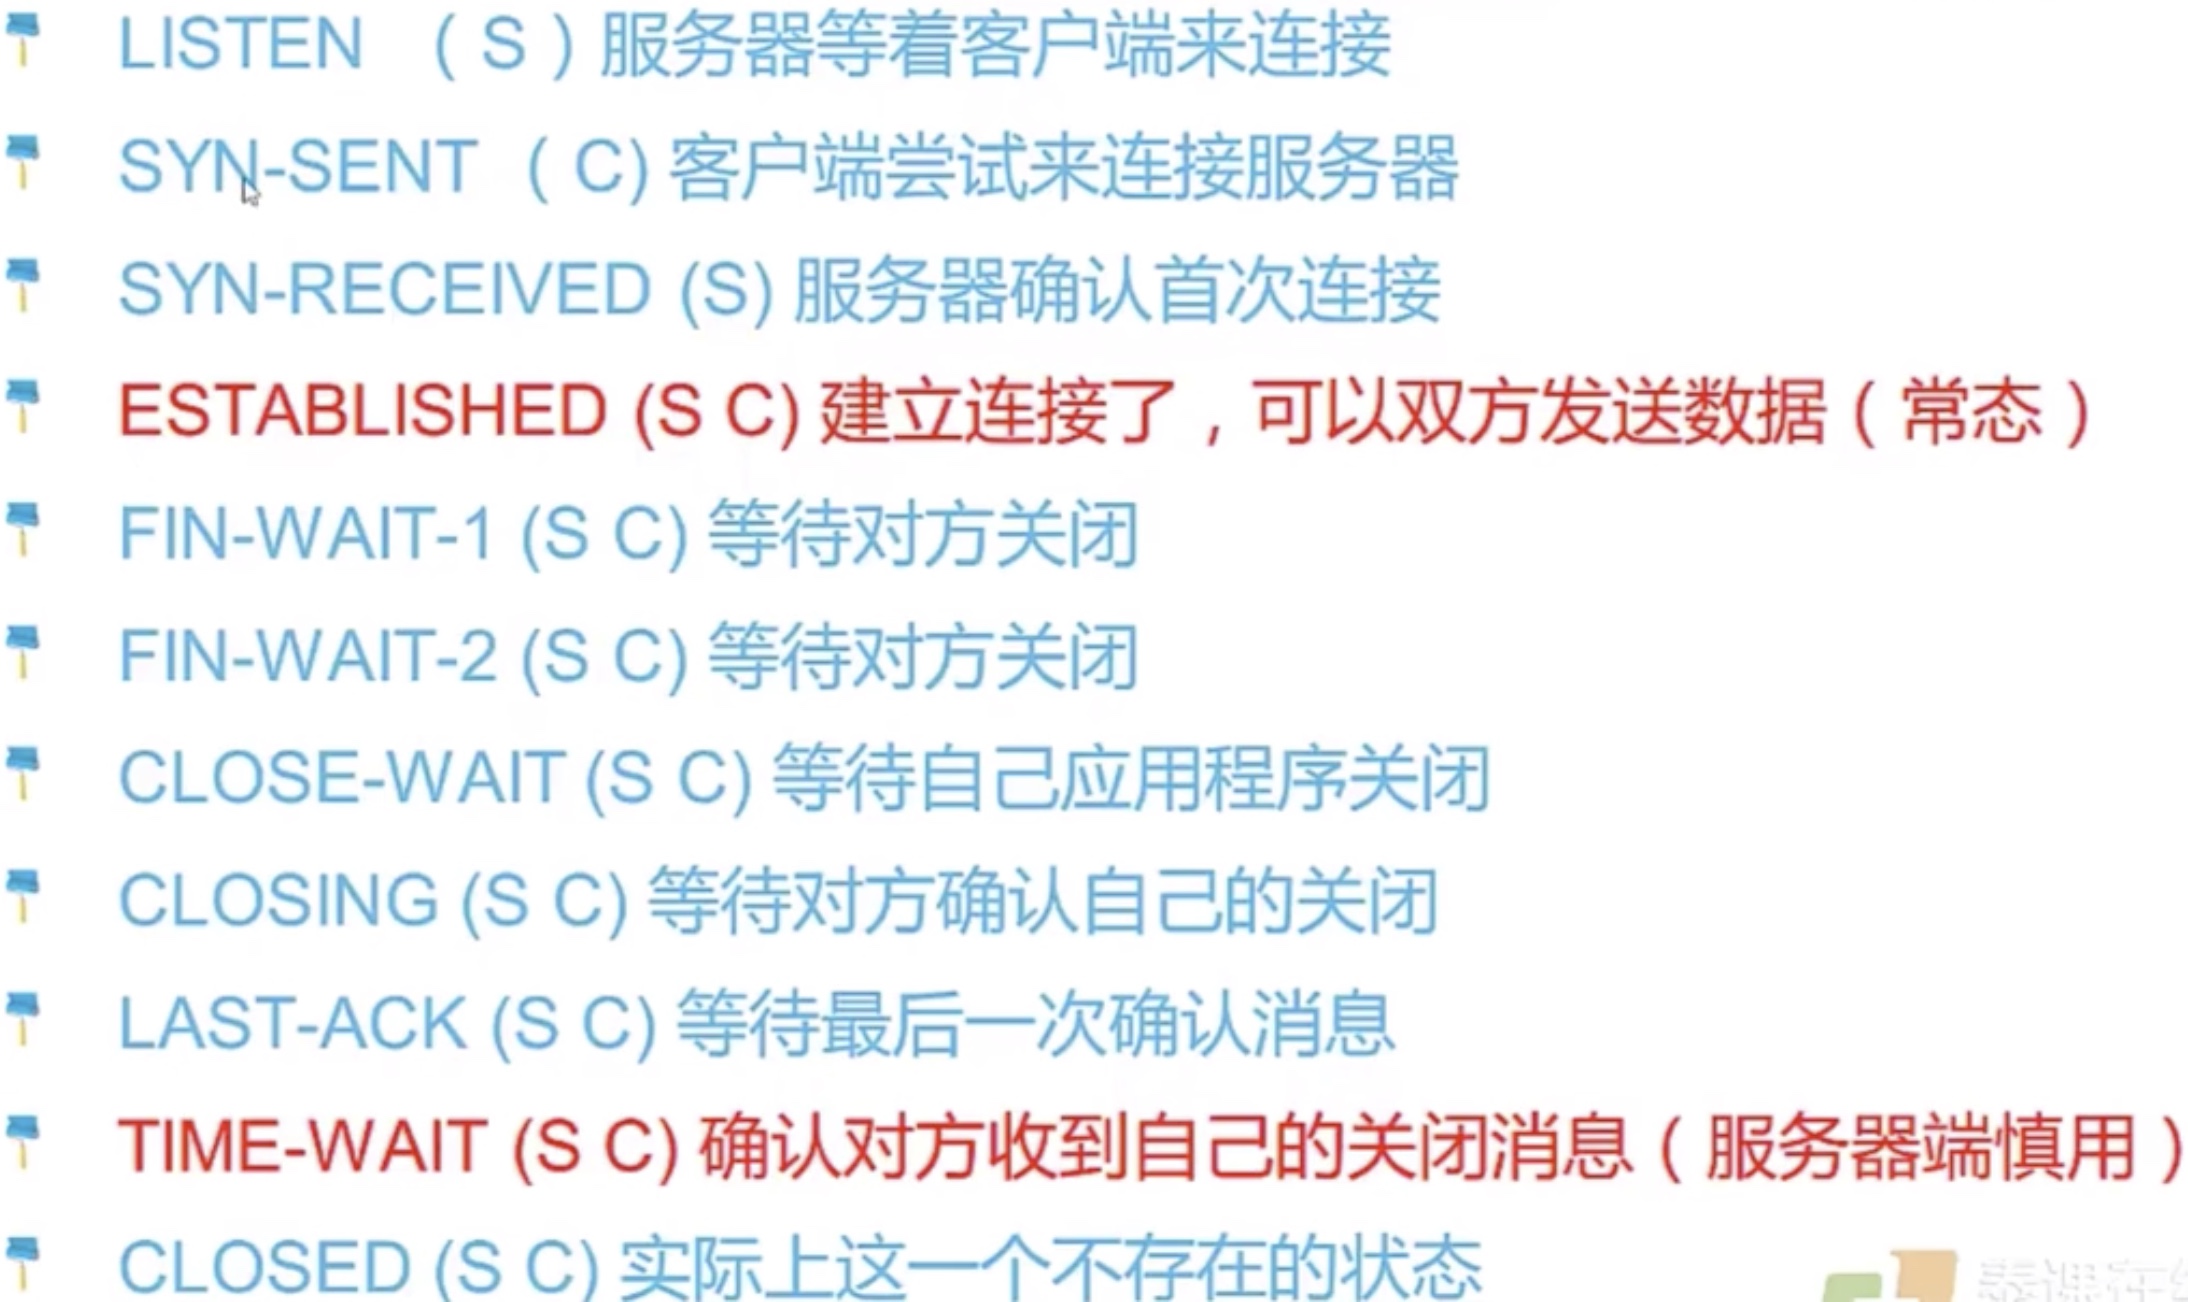 LISTEN （S）服务器等着客户端来连接
SYN-SENT （C) 客户端尝试来连接服务器
SYN-RECEIVED (S) 服务器确认首次连接
ESTABLISHED (S C) 建立连接了，可以双方发送数据（常态）
FIN-WAIT-1 (S C) 等待对方关闭
FIN-WAIT-2 (S C) 等待对方关闭
CLOSE-WAIT (S C) 等待自己应用程序关闭
CLOSING (S C) 等待对方确认自己的关闭
LAST-ACK (S C) 等待最后一次确认消息
TIME-WAIT (S C) 确认对方收到自己的关闭消息（服务器端慎用）
CLOSED (S C) 实际上这一个不存在的状态